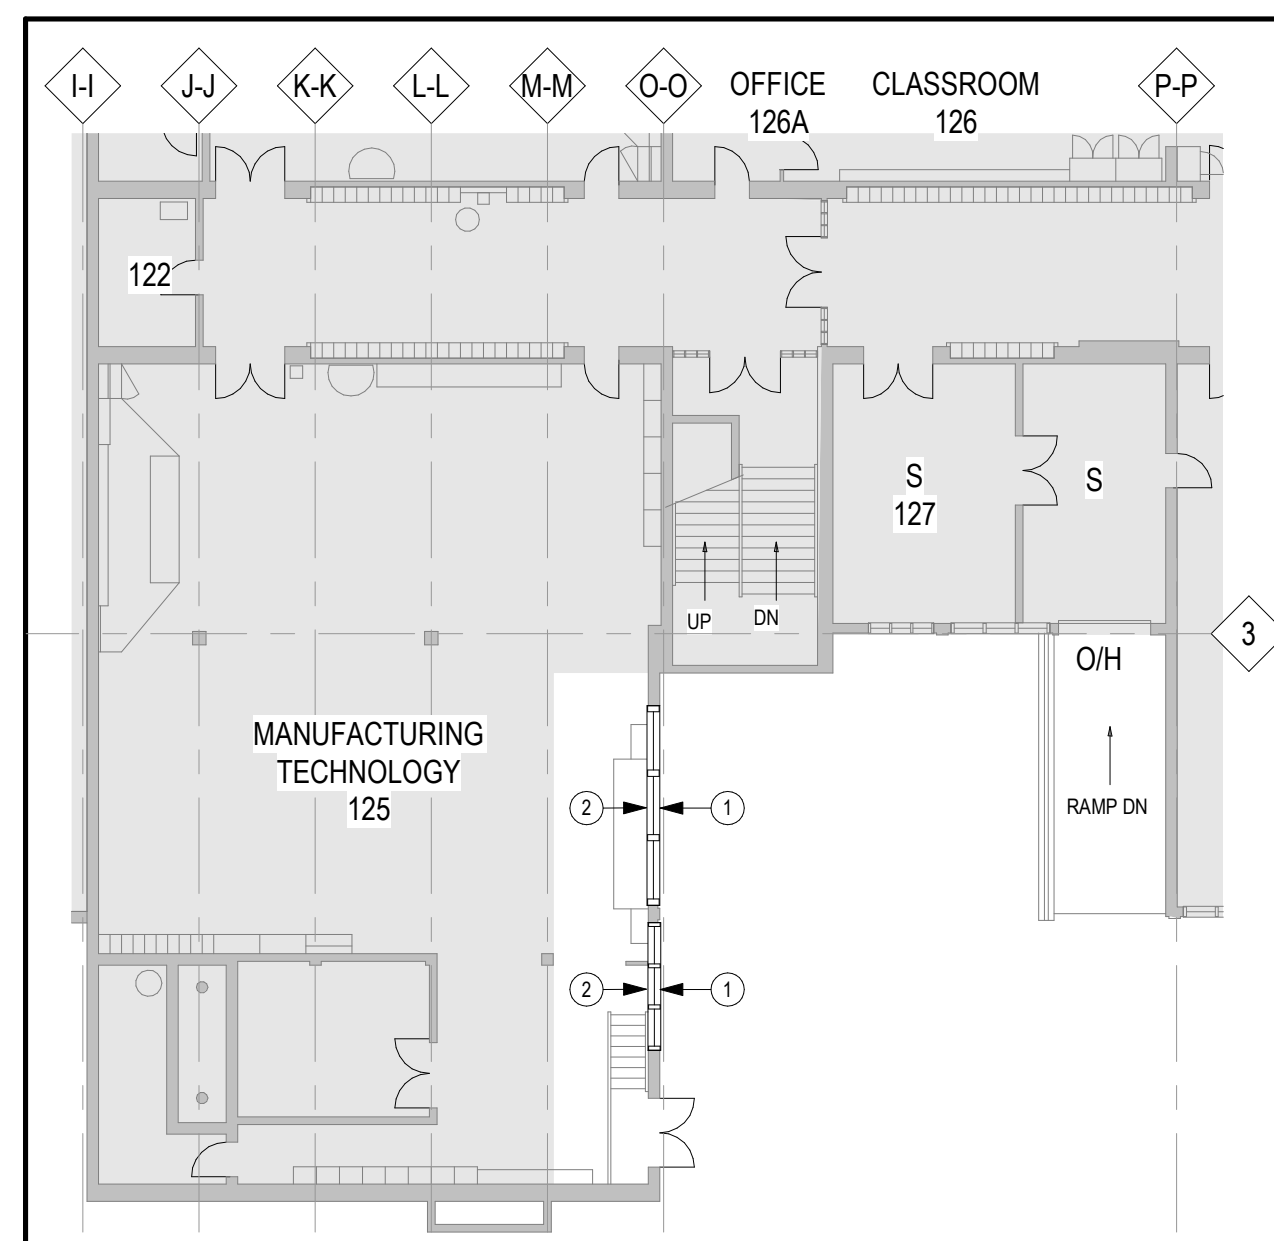 I-I
J-J
K-K
L-L
M-M
O-O
OFFICE
126A
CLASSROOM
126
P-P
122
S
127
S
UP
DN
3
O/H
MANUFACTURING
TECHNOLOGY
125
2
1
RAMP DN
2
1